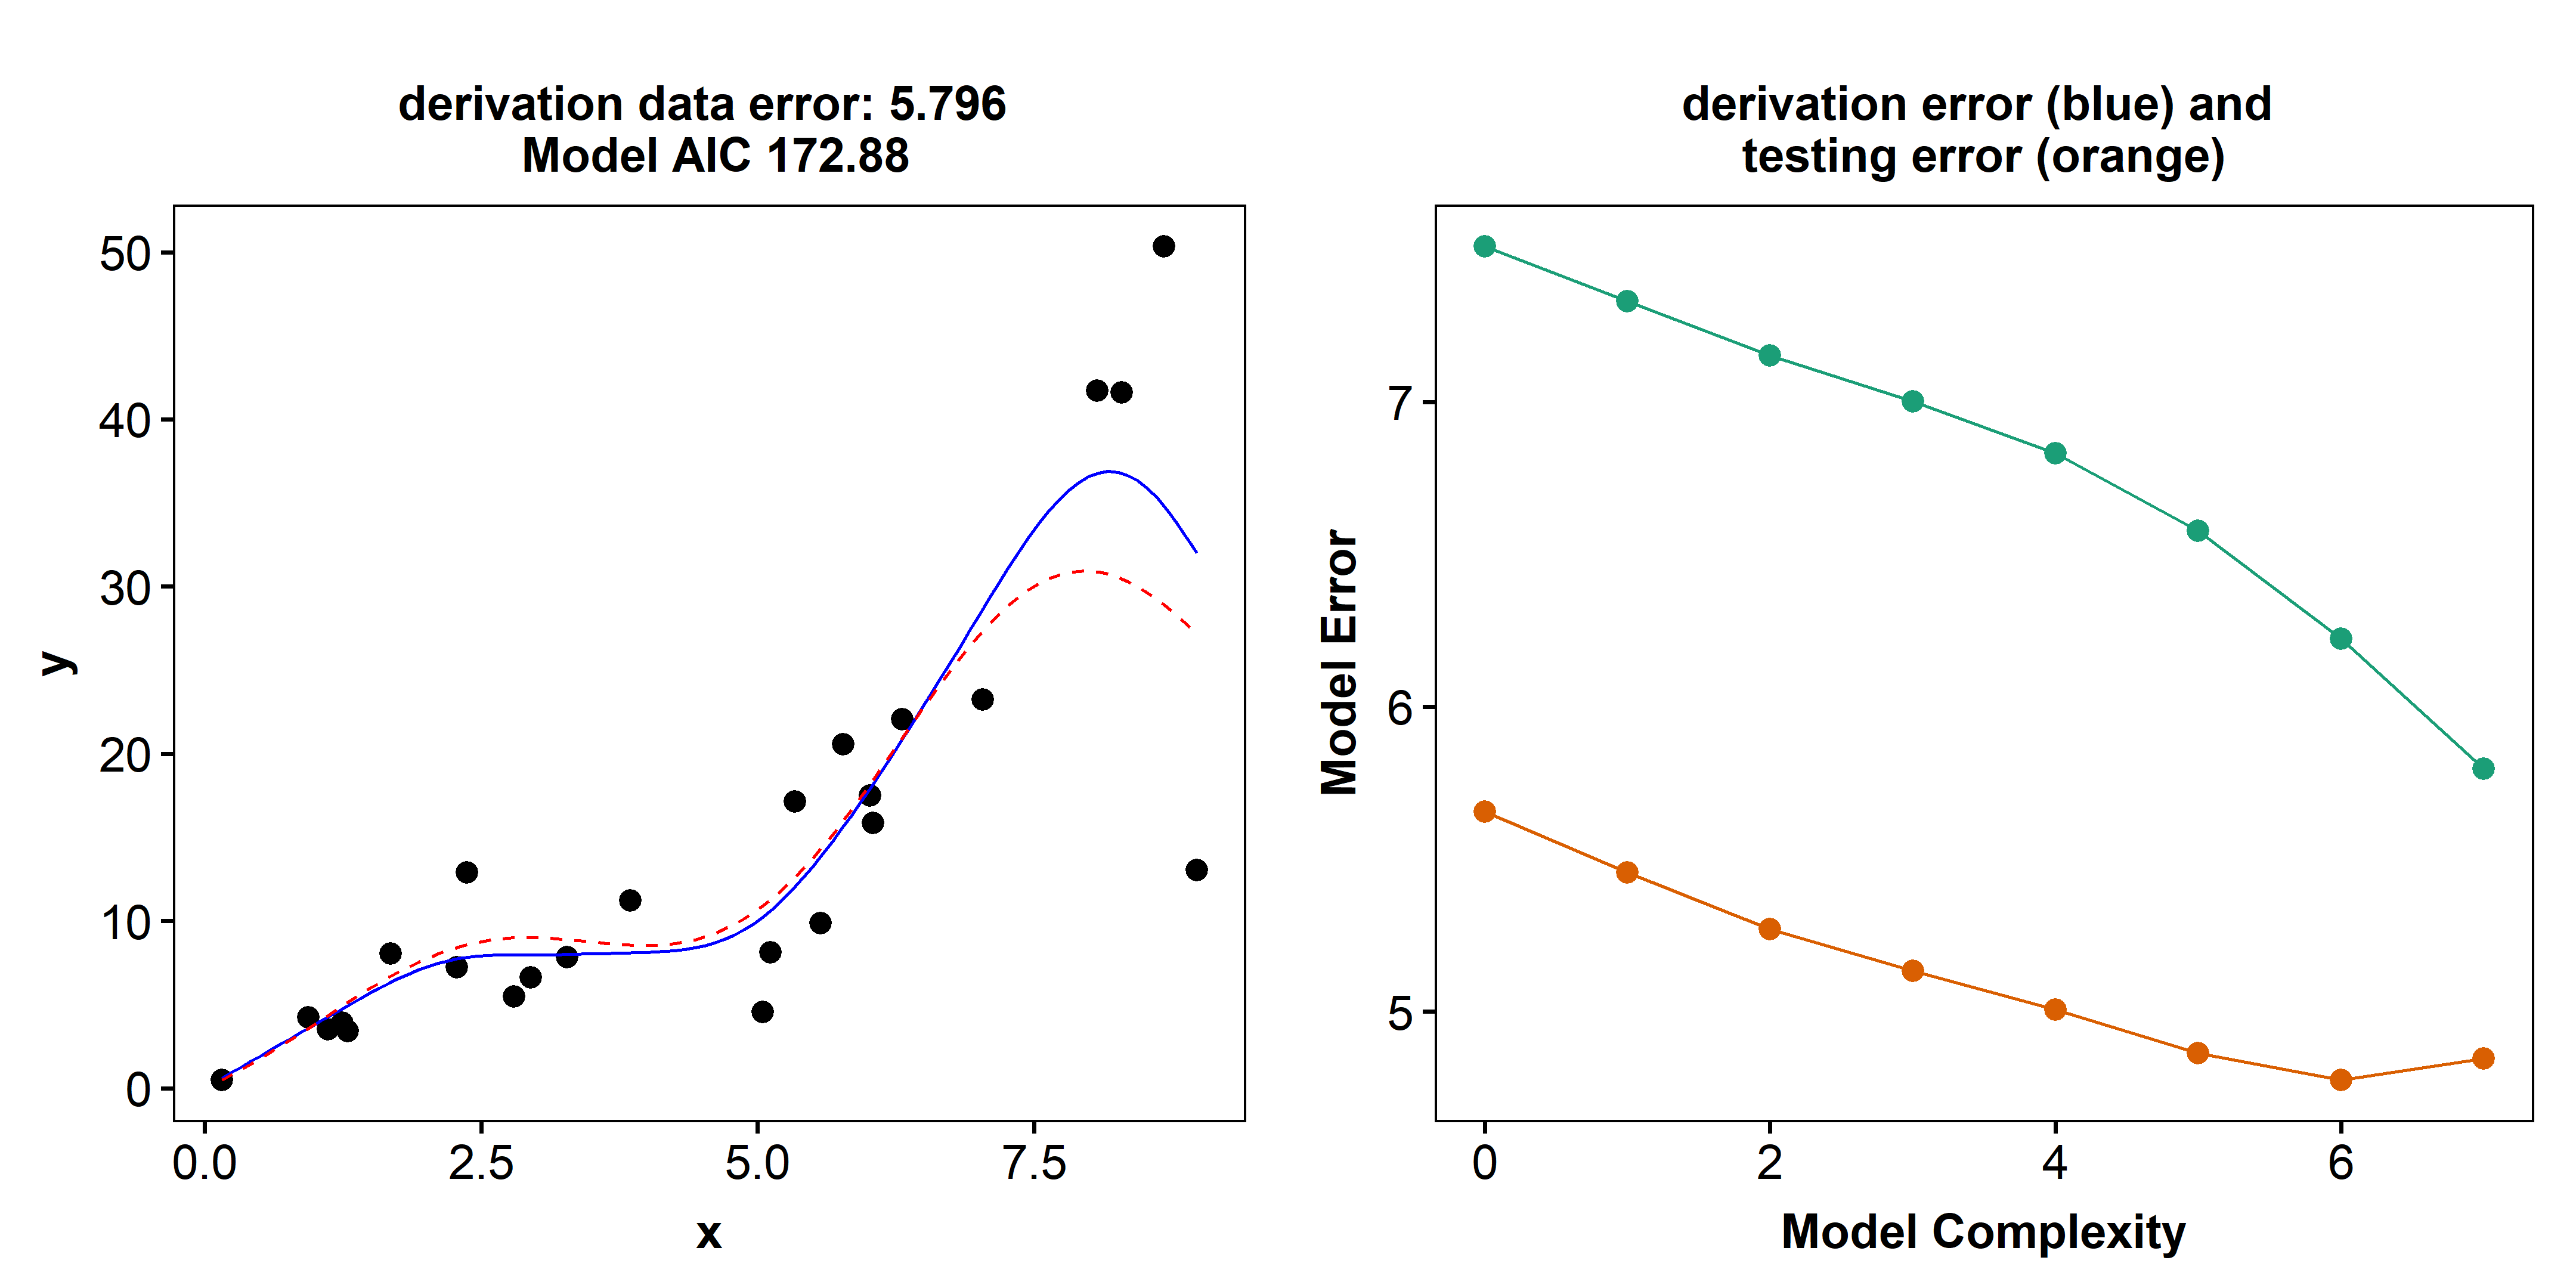 derivation data error: 5.796
Model AIC 172.88
50
40
30
20
10
0
y
0.0 2.5 5.0 7.5
x
derivation error (blue) and
testing error (orange)
7
6
5
Model Error
0 2 4 6
Model Complexity